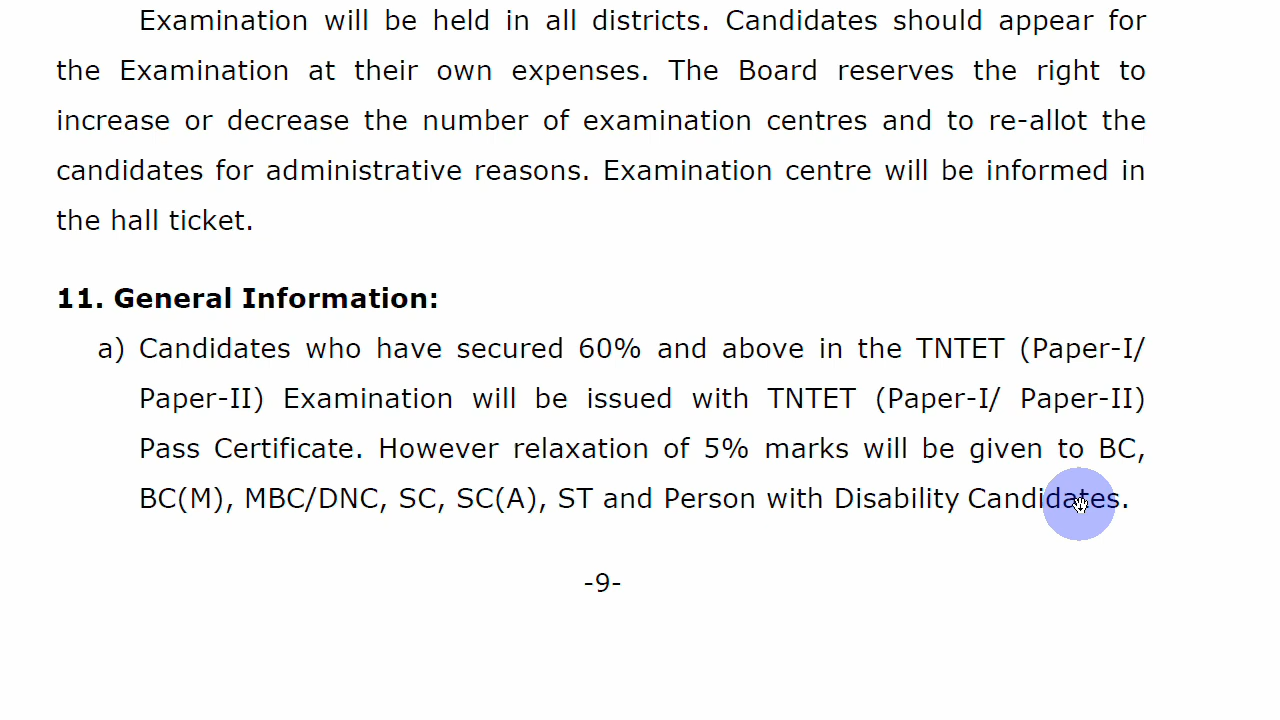 Examination will be held in all districts. Candidates should appear for
the Examination at their own expenses. The Board reserves the right to
increase or decrease the number of examination centres and to re-allot the
candidates for administrative reasons. Examination centre will be informed in
the hall ticket.
11. General Information:
a) Candidates who have secured 60% and above in the TNTET (Paper-I/
Paper-II) Examination will be issued with TNTET (Paper-I/ Paper-II)
Pass Certificate. However relaxation of 5% marks will be given to BC,
BC(M), MBC/DNC, SC, SC(A), ST and Person with Disability Candidates.
-9-